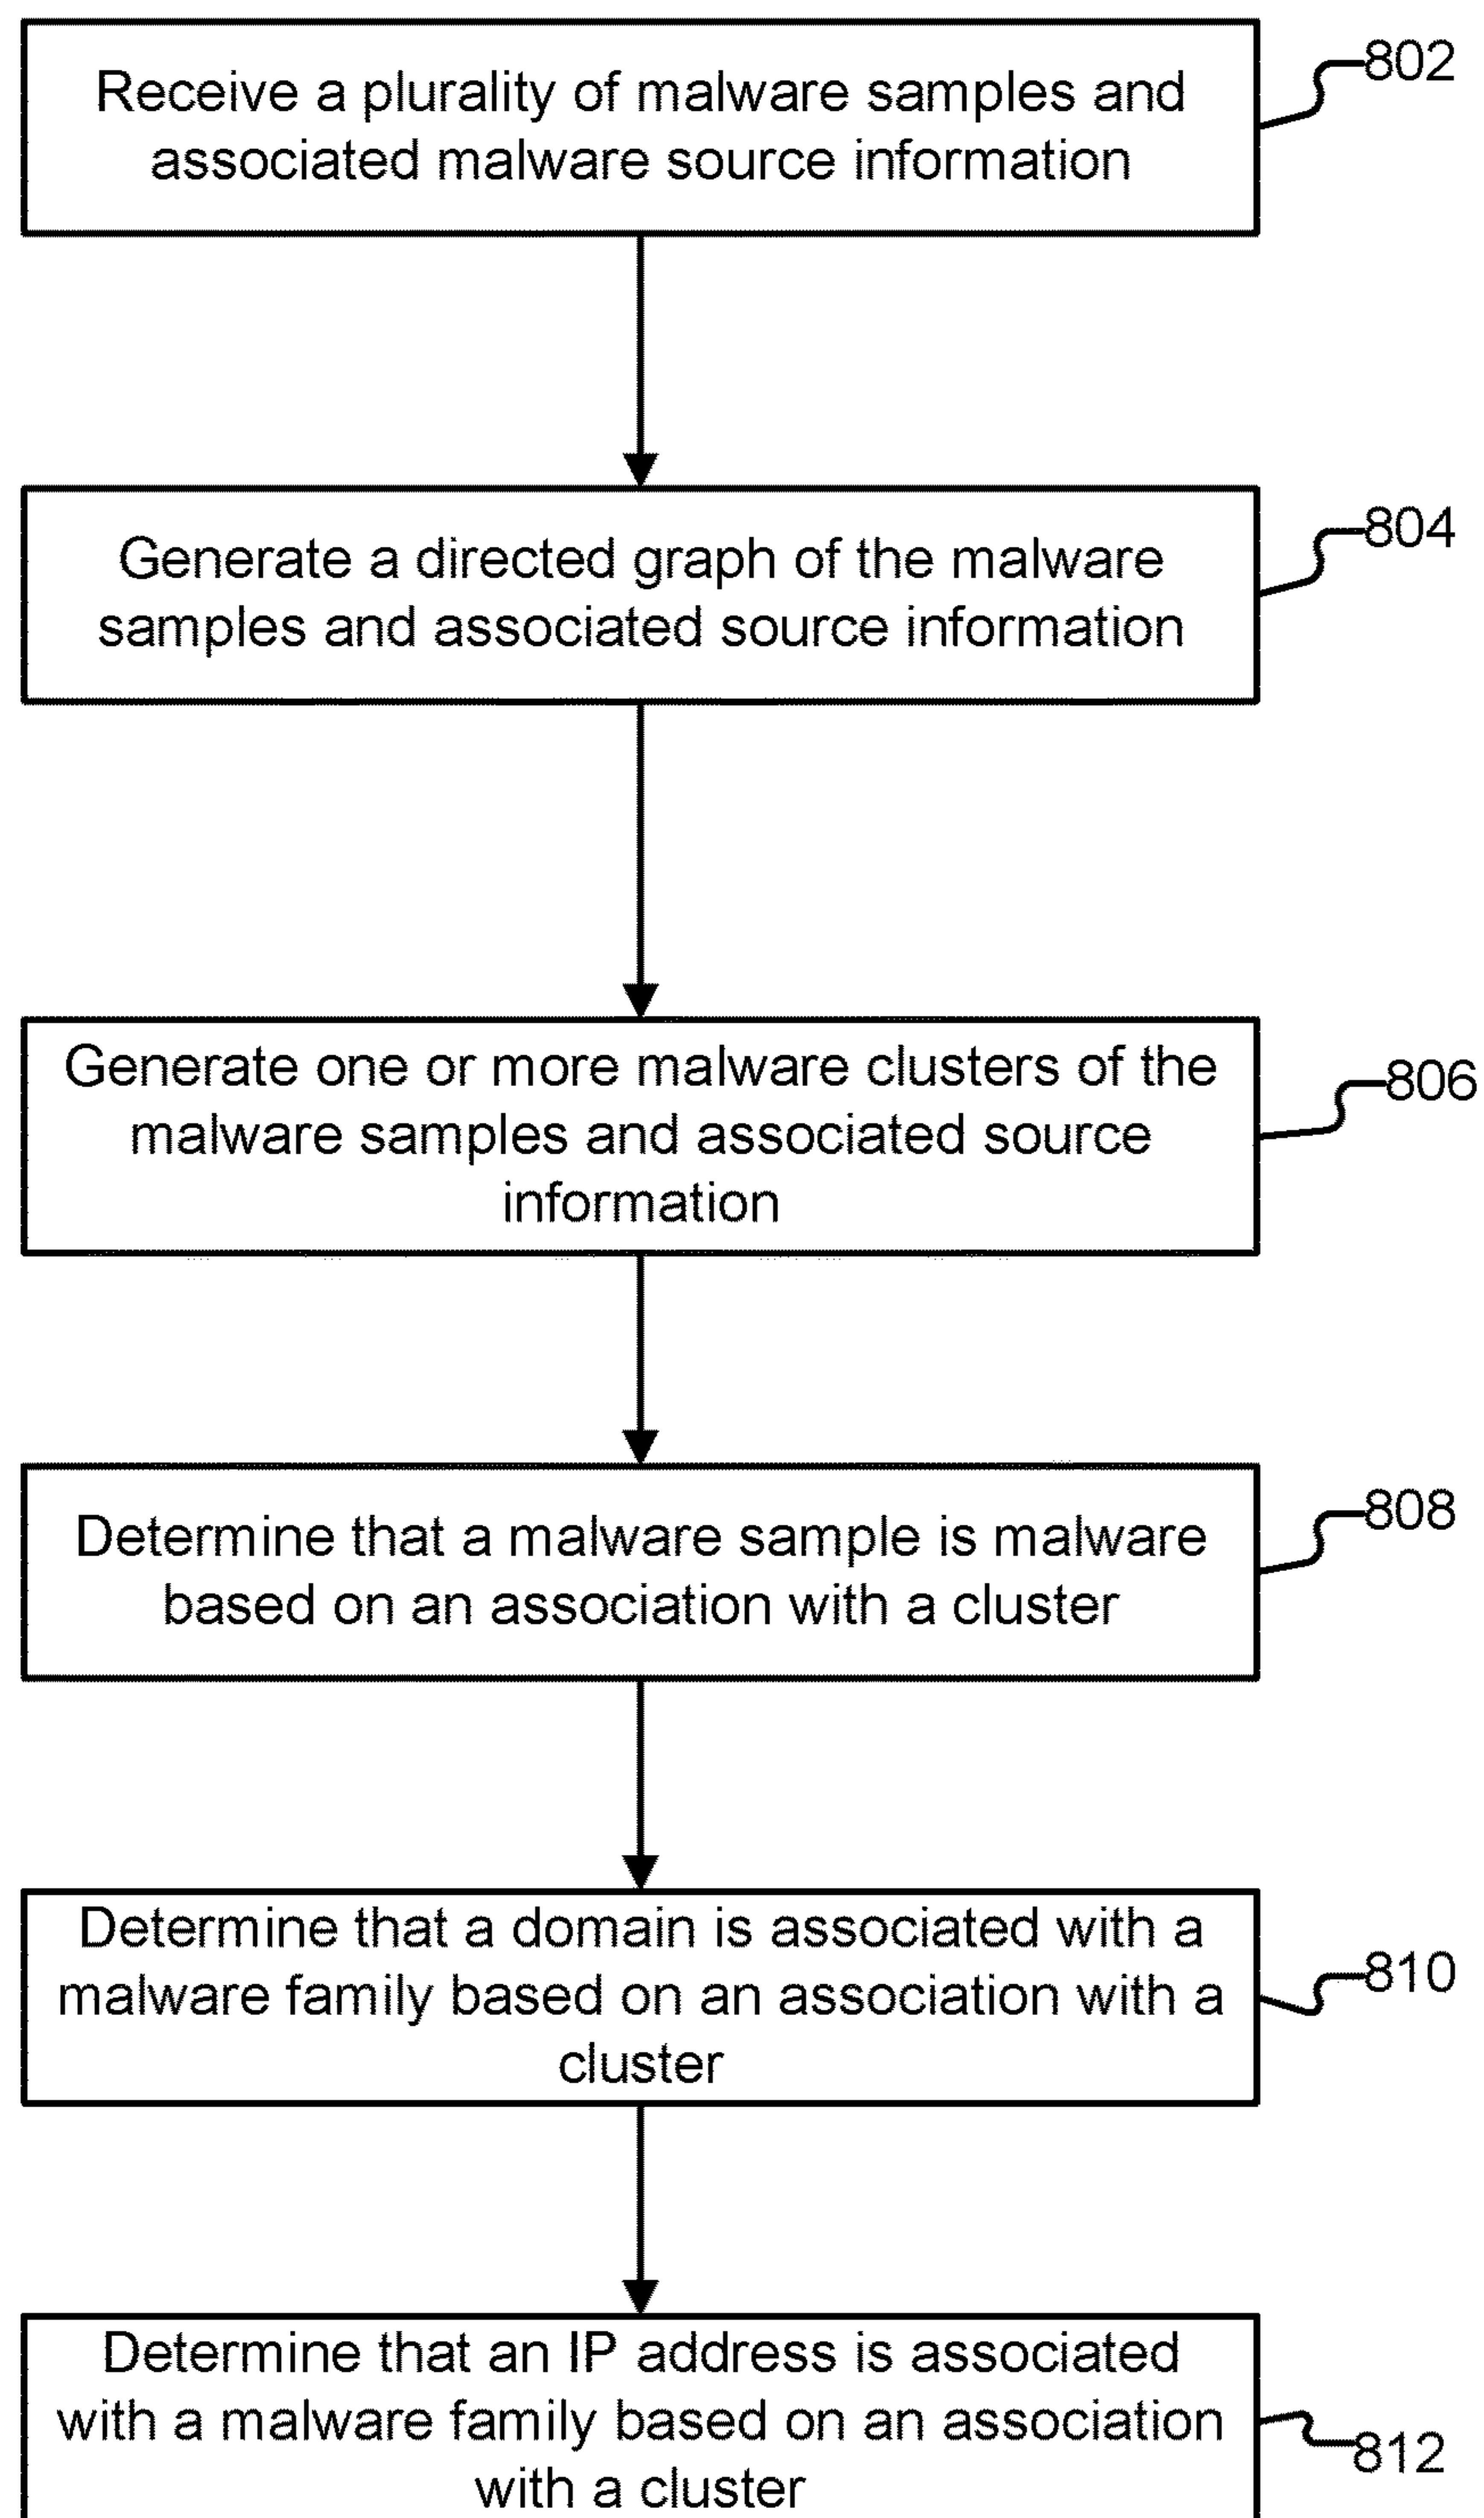 Receive a plurality of malware samples and
associated malware source information
802
Generate a directed graph of the malware
samples and associated source information
804
Generate one or more malware clusters of the
malware samples and associated source
information
806
Determine that a malware sample is malware
based on an association with a cluster
808
Determine that a domain is associated with a
malware family based on an association with a
cluster
810
Determine that an IP address is associated
with a malware family based on an association
with a cluster
812